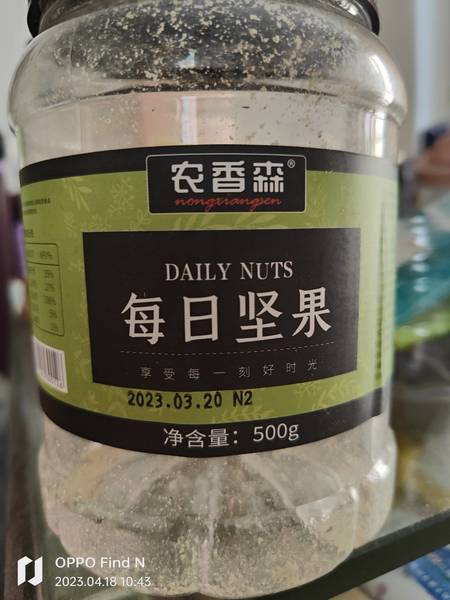 农香森®
nongxiangsen
DAILY NUTS
每日坚果
享受每一刻好时光
2023.03.20 N2
净含量：500g
OPPO Find N
2023.04.18 10:43